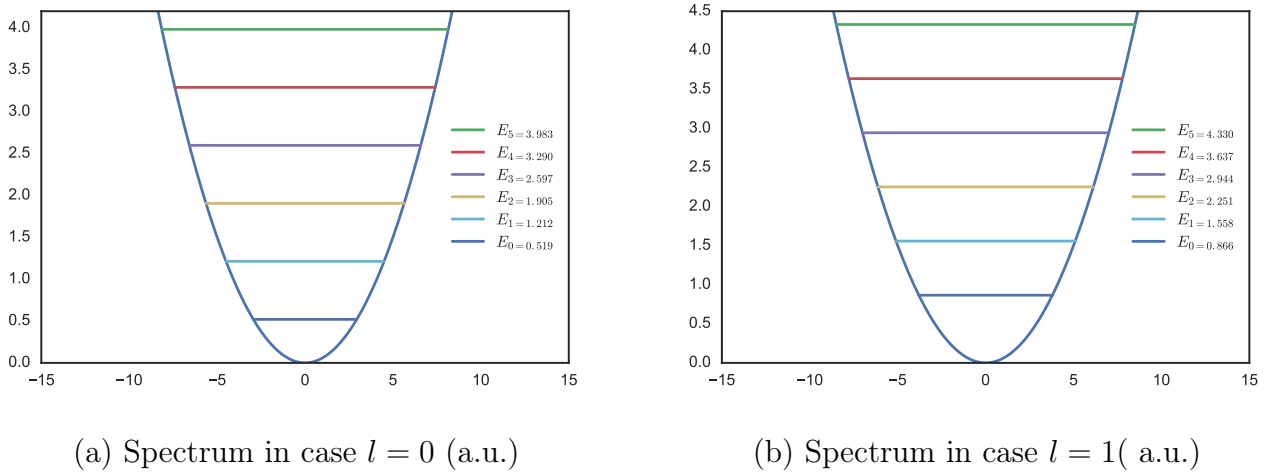 4.0
3.5
3.0
2.5
2.0
1.5
1.0
0.5
0.0
−15 −10 −5 0 5 10 15
E5=3.983
E4=3.290
E3=2.597
E2=1.905
E1=1.212
E0=0.519
(a) Spectrum in case l = 0 (a.u.)
4.5
4.0
3.5
3.0
2.5
2.0
1.5
1.0
0.5
0.0
−15 −10 −5 0 5 10 15
E5=4.330
E4=3.637
E3=2.944
E2=2.251
E1=1.558
E0=0.866
(b) Spectrum in case l = 1( a.u.)